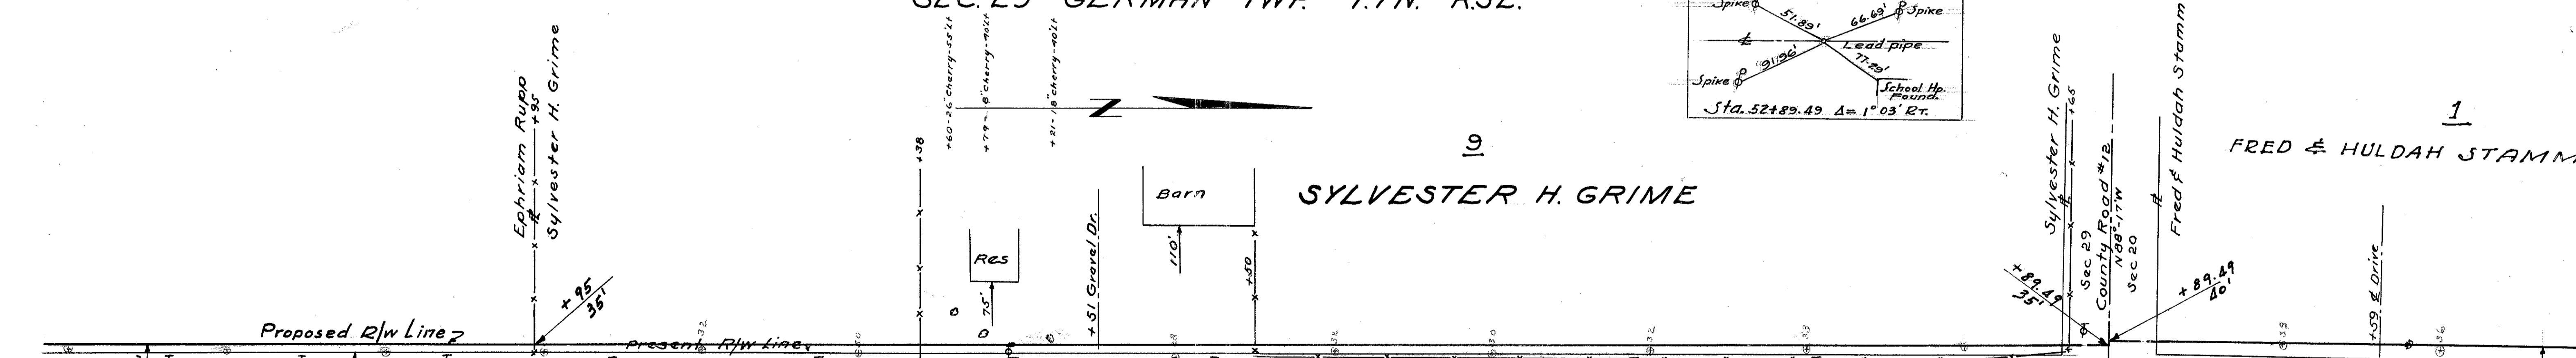 SEC. 29 GERMAN TWP. T.7N. R.3E.
+60-26"cherry-55'Lt
+79-8"cherry-40'Lt
+21-18"cherry-40'Lt
Spike
51.89'
66.69'
Spike
Lead pipe
Spike
91.96'
77.29'
School Hp.
Found.
Sta. 52+89.49 Δ= 1°03' RT.
Ephriam Rupp
+95
Sylvester H. Grime
+38
N
9
SYLVESTER H. GRIME
Barn
110'
Res
75'
+51 Gravel Dr.
+50
Sylvester H. Grime
+65
Sec 29
County Road #12
N88°-17'W
Sec 20
Fred & Huldah Stamm
1
FRED & HULDAH STAMM
+95
35'
+89.49
35'
+89.49
40'
+59 ¢ Drive
Proposed R/W Line
Present R/W Line